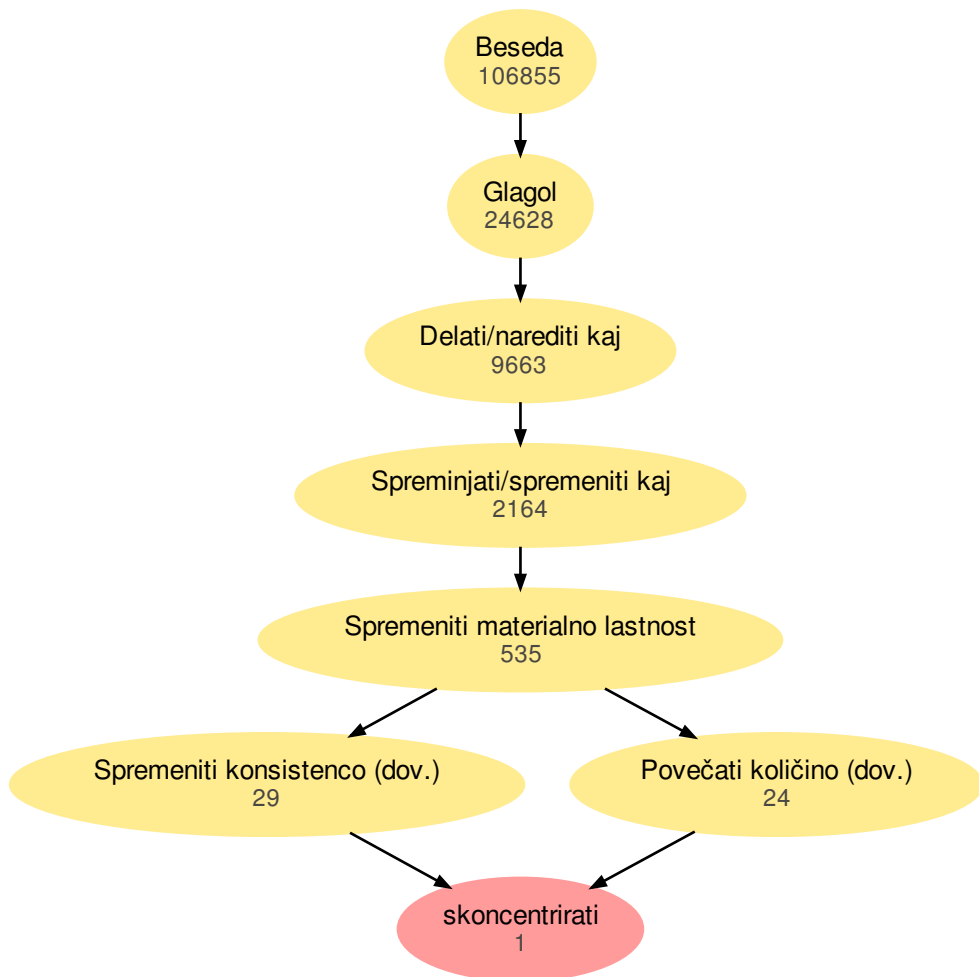 Beseda
106855
Glagol
24628
Delati/narediti kaj
9663
Spreminjati/spremeniti kaj
2164
Spremeniti materialno lastnost
535
Spremeniti konsistenco (dov.)
29
Povečati količino (dov.)
24
skoncentrirati
1